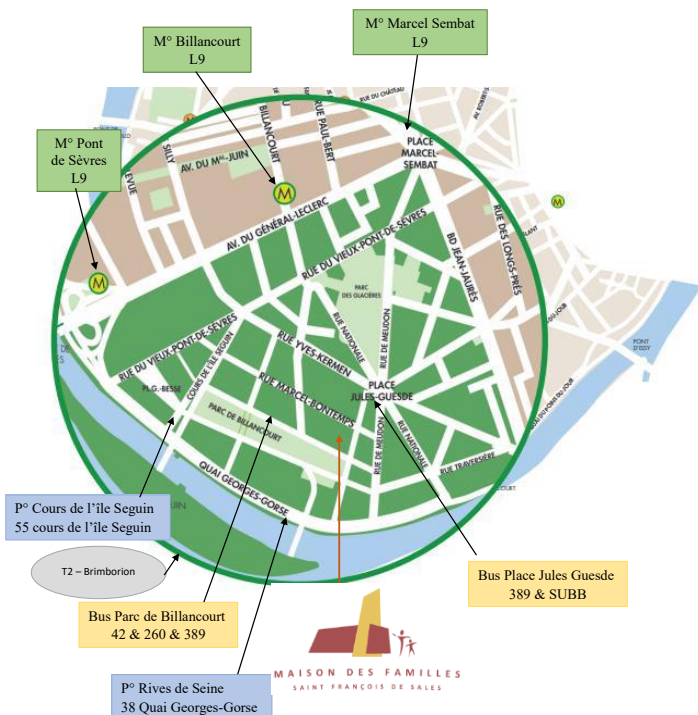 M° Marcel Sembat
L9
M° Billancourt
L9
M° Pont
de Sèvres
L9
RUE DU CHÂTEAU
BILLANCOURT
RUE PAUL-BERT
SILLY
AV. DU Mᵃˡ-JUIN
PLACE
MARCEL-
SEMBAT
M
M
M
AV. DU GÉNÉRAL-LECLERC
RUE DU VIEUX-PONT-DE-SÈVRES
BD JEAN-JAURÈS
RUE DES LONGS-PRÉS
PARC
DES GLACIÈRES
RUE NATIONALE
RUE DE MEUDON
RUE DU VIEUX-PONT-DE-SÈVRES
RUE YVES-KERMEN
COURS DE L'ÎLE SEGUIN
PL.G.-BESSE
RUE MARCEL-BONTEMPS
PLACE
JULES-GUESDE
PARC DE BILLANCOURT
RUE DE MEUDON
RUE NATIONALE
RUE TRAVERSIÈRE
QUAI GEORGES-GORSE
PONT
D'ISSY
P° Cours de l'île Seguin
55 cours de l'île Seguin
T2 – Brimborion
Bus Parc de Billancourt
42 & 260 & 389
Bus Place Jules Guesde
389 & SUBB
MAISON DES FAMILLES
SAINT FRANÇOIS DE SALES
P° Rives de Seine
38 Quai Georges-Gorse